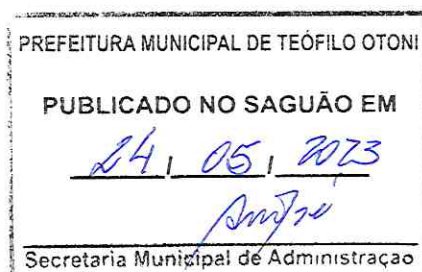 PREFEITURA MUNICIPAL DE TEÓFILO OTONI
PUBLICADO NO SAGUÃO EM
24 / 05 / 2023
Secretaria Municipal de Administração